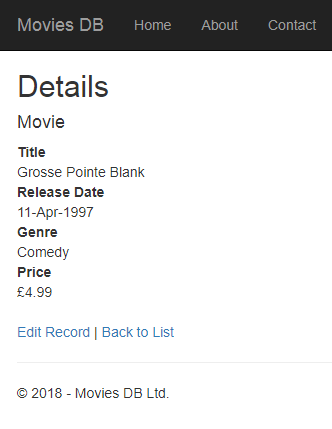 Movies DB Home About Contact
Details
Movie
Title
Grosse Pointe Blank
Release Date
11-Apr-1997
Genre
Comedy
Price
£4.99
Edit Record | Back to List
© 2018 - Movies DB Ltd.